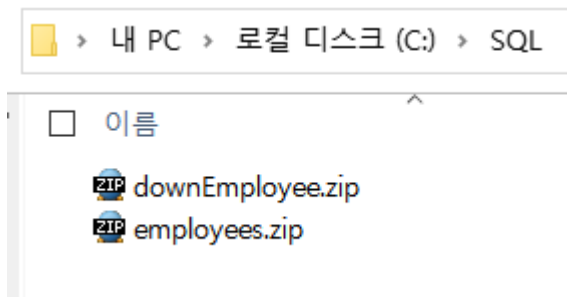 내 PC > 로컬 디스크 (C:) > SQL
이름
ZIP downEmployee.zip
ZIP employees.zip